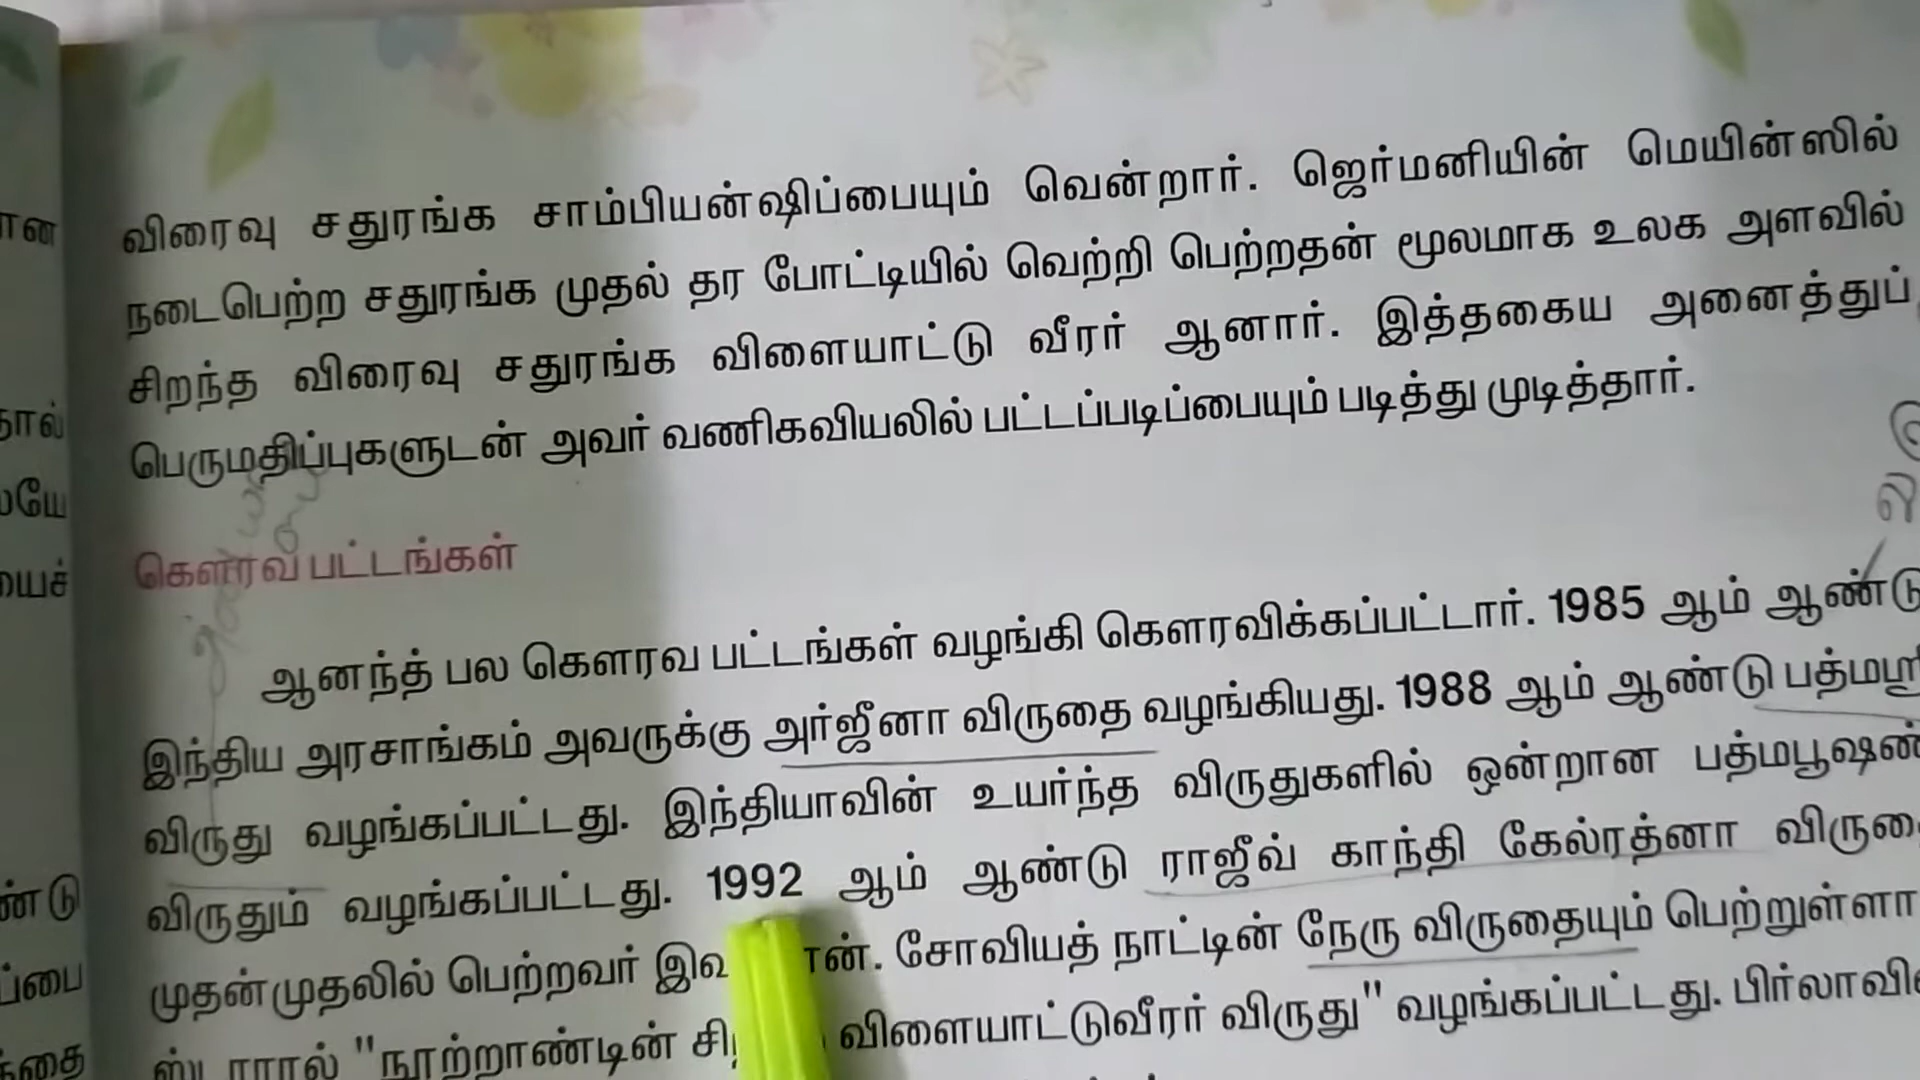 விரைவு சதுரங்க சாம்பியன்ஷிப்பையும் வென்றார். ஜெர்மனியின் மெயின்ஸில்
நடைபெற்ற சதுரங்க முதல் தர போட்டியில் வெற்றி பெற்றதன் மூலமாக உலக அளவில்
சிறந்த விரைவு சதுரங்க விளையாட்டு வீரர் ஆனார். இத்தகைய அனைத்துப்
பெருமதிப்புகளுடன் அவர் வணிகவியலில் பட்டப்படிப்பையும் படித்து முடித்தார்.
கௌரவ பட்டங்கள்
ஆனந்த் பல கௌரவ பட்டங்கள் வழங்கி கௌரவிக்கப்பட்டார். 1985 ஆம் ஆண்டு
இந்திய அரசாங்கம் அவருக்கு அர்ஜீனா விருதை வழங்கியது. 1988 ஆம் ஆண்டு பத்மஸ்ரீ
விருது வழங்கப்பட்டது. இந்தியாவின் உயர்ந்த விருதுகளில் ஒன்றான பத்மபூஷண்
விருதும் வழங்கப்பட்டது. 1992 ஆம் ஆண்டு ராஜீவ் காந்தி கேல்ரத்னா
முதன்முதலில் பெற்றவர் சோவியத் நாட்டின் நேரு விருதையும்
"நூற்றாண்டின் விளையாட்டுவீரர் விருது" வழங்கப்பட்டது.